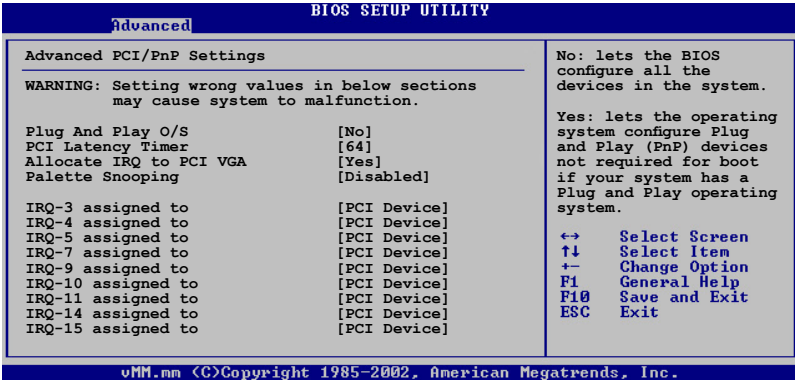 BIOS SETUP UTILITY
Advanced
Advanced PCI/PnP Settings
WARNING: Setting wrong values in below sections
may cause system to malfunction.
Plug And Play O/S [No]
PCI Latency Timer [64]
Allocate IRQ to PCI VGA [Yes]
Palette Snooping [Disabled]
IRQ-3 assigned to [PCI Device]
IRQ-4 assigned to [PCI Device]
IRQ-5 assigned to [PCI Device]
IRQ-7 assigned to [PCI Device]
IRQ-9 assigned to [PCI Device]
IRQ-10 assigned to [PCI Device]
IRQ-11 assigned to [PCI Device]
IRQ-14 assigned to [PCI Device]
IRQ-15 assigned to [PCI Device]
No: lets the BIOS
configure all the
devices in the system.
Yes: lets the operating
system configure Plug
and Play (PnP) devices
not required for boot
if your system has a
Plug and Play operating
system.
←→ Select Screen
↑↓ Select Item
+- Change Option
F1 General Help
F10 Save and Exit
ESC Exit
vMM.mm (C)Copyright 1985-2002, American Megatrends, Inc.